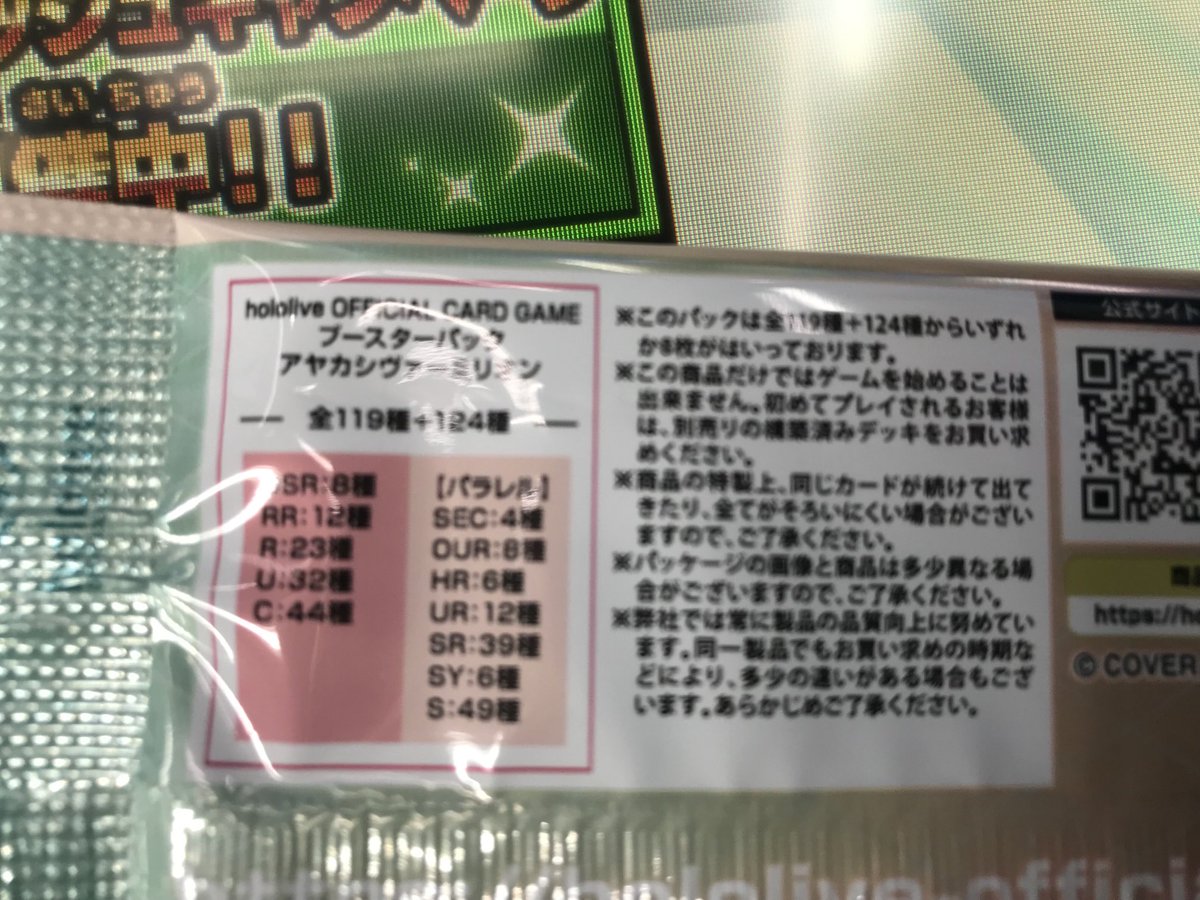 催中!!
hololive OFFICIAL CARD GAME
ブースターパック
アヤカシヴァーミリオン
全119種+124種
SR:8種
RR:12種
R:23種
U:32種
C:44種
【パラレル】
SEC:4種
OUR:8種
HR:6種
UR:12種
SR:39種
SY:6種
S:49種
※このパックは全119種+124種からいずれ
か8枚がはいっております。
※この商品だけではゲームを始めることは
出来ません。初めてプレイされるお客様
は、別売りの構築済みデッキをお買い求
めください。
※商品の特製上、同じカードが続けて出て
きたり、全てがそろいにくい場合がござい
ますので、ご了承ください。
※パッケージの画像と商品は多少異なる場
合がございますので、ご了承ください。
※弊社では常に製品の品質向上に努めてい
ます。同一製品でもお買い求めの時期な
どにより、多少の違いがある場合もござ
います。あらかじめご了承ください。
公式サイト
https://ho
© COVER
hololive-offici